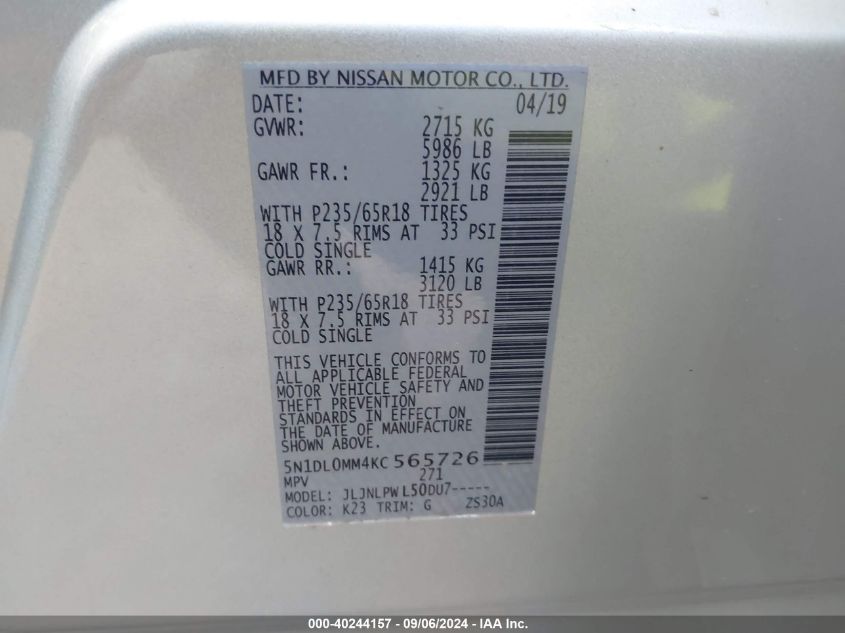 MFD BY NISSAN MOTOR CO., LTD.
DATE: 04/19
GVWR: 2715 KG
5986 LB
GAWR FR.: 1325 KG
2921 LB
WITH P235/65R18 TIRES
18 X 7.5 RIMS AT 33 PSI
COLD SINGLE
GAWR RR.: 1415 KG
3120 LB
WITH P235/65R18 TIRES
18 X 7.5 RIMS AT 33 PSI
COLD SINGLE
THIS VEHICLE CONFORMS TO
ALL APPLICABLE FEDERAL
MOTOR VEHICLE SAFETY AND
THEFT PREVENTION
STANDARDS IN EFFECT ON
THE DATE OF MANUFACTURE
SHOWN ABOVE.
5N1DL0MM4KC565726
MPV 271
MODEL: JLJNLPWL50DU7-----
COLOR: K23 TRIM: G ZS30A
000-40244157 - 09/06/2024 - IAA Inc.